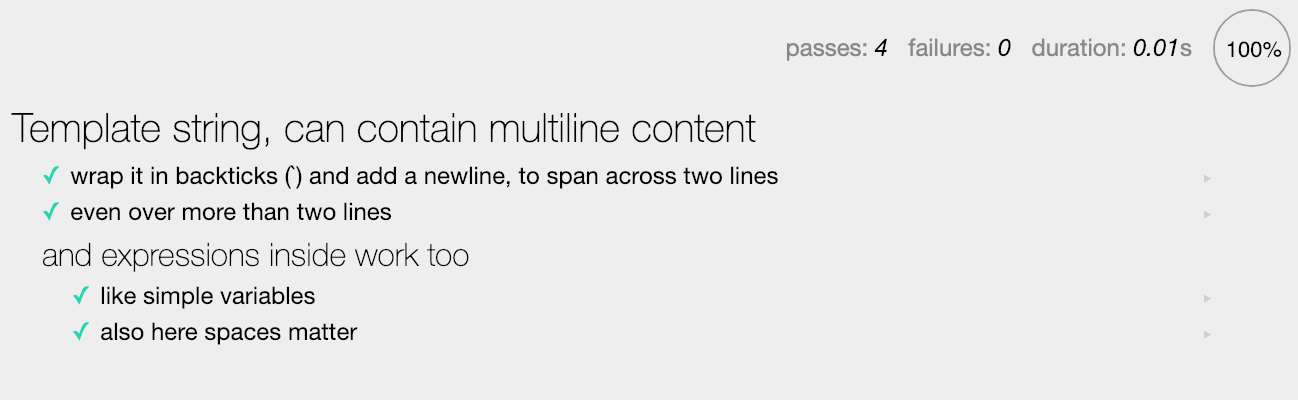 passes: 4 failures: 0 duration: 0.01s 100%
Template string, can contain multiline content
✓ wrap it in backticks (`) and add a newline, to span across two lines
✓ even over more than two lines
and expressions inside work too
✓ like simple variables
✓ also here spaces matter